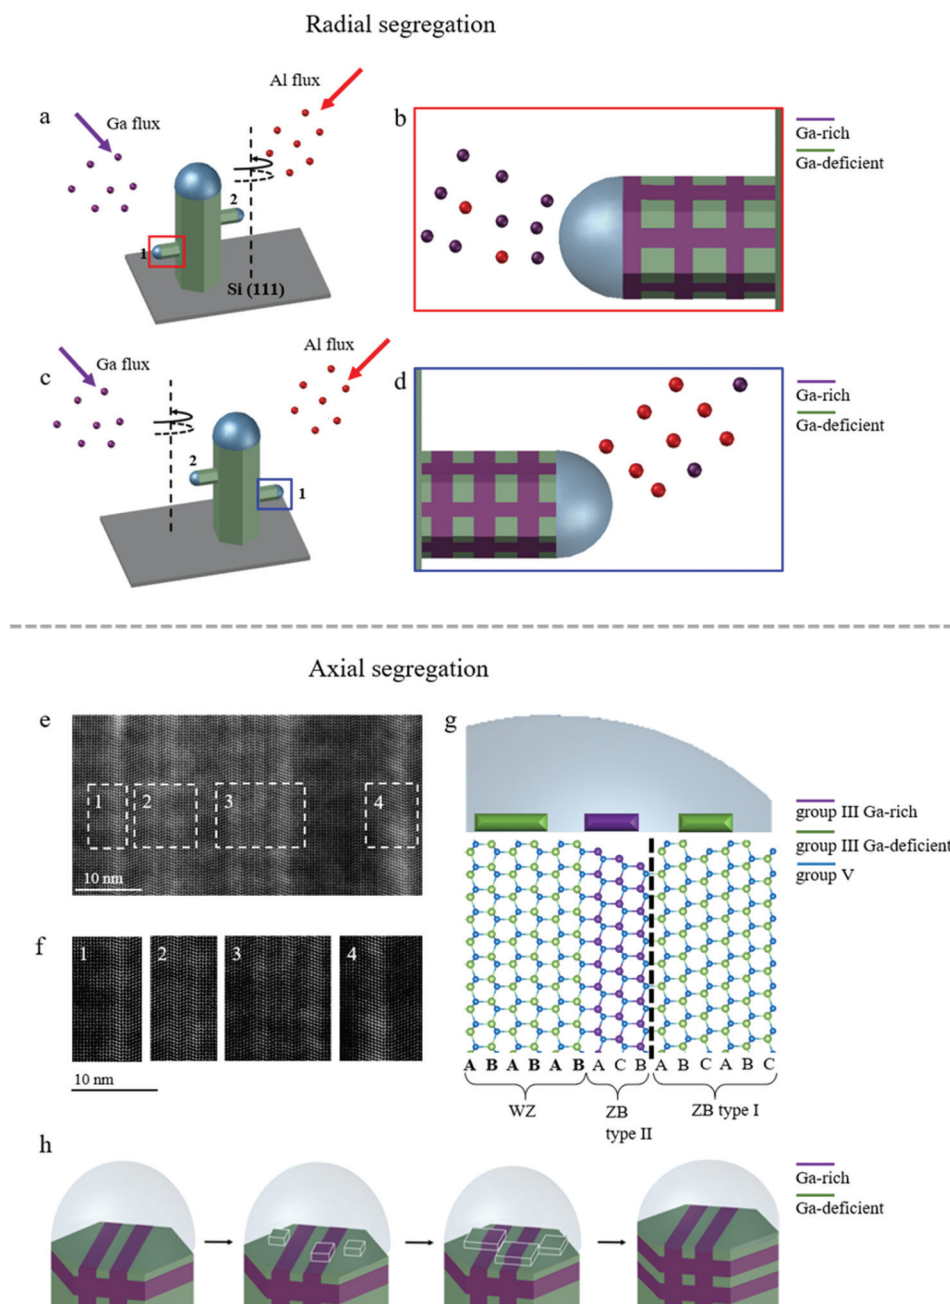 Radial segregation
a
Ga flux
Al flux
2
1
Si (111)
b
Ga-rich
Ga-deficient
c
Ga flux
Al flux
2
1
d
Ga-rich
Ga-deficient
Axial segregation
e
1
2
3
4
10 nm
f
1
2
3
4
10 nm
g
group III Ga-rich
group III Ga-deficient
group V
A B A B A B A C B A B C A B C
WZ
ZB
type II
ZB type I
h
Ga-rich
Ga-deficient